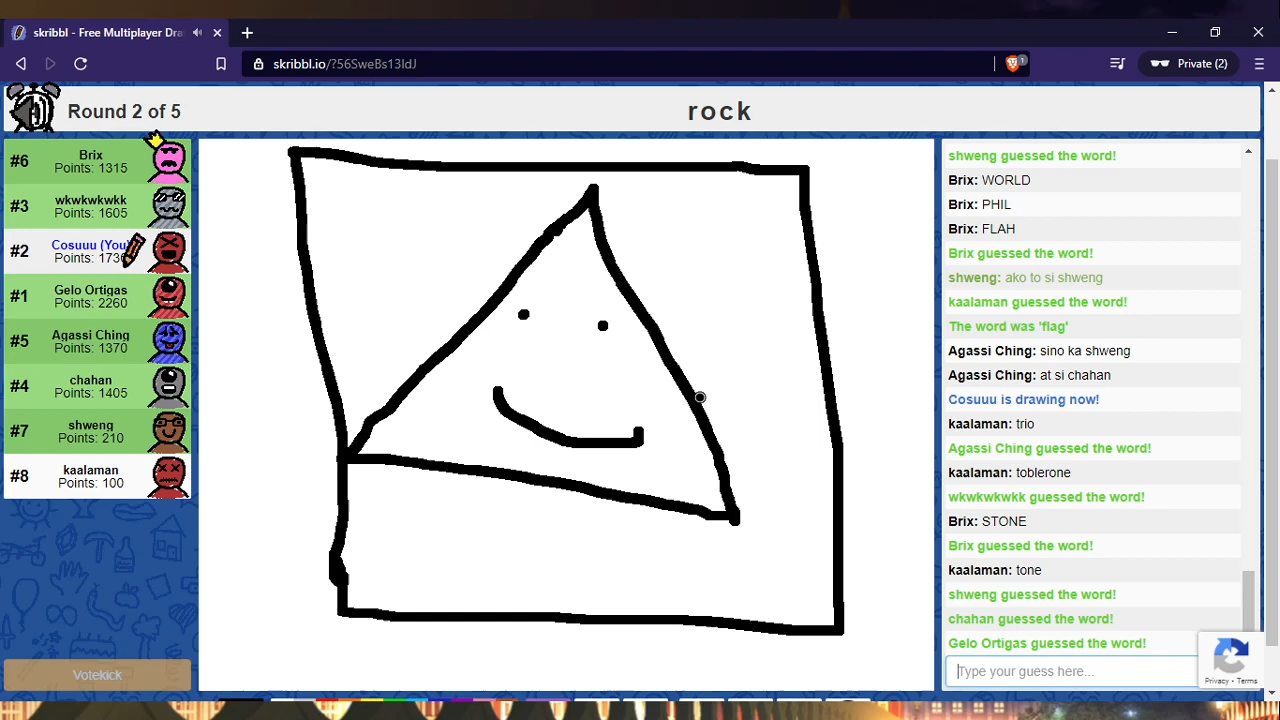 skribbl - Free Multiplayer Dra
skribbl.io/?56SweBs13IdJ
1
Private (2)
Round 2 of 5
rock
#6
Brix
Points: 1315
#3
wkwkwkwkk
Points: 1605
#2
Cosuuu (You)
Points: 173
#1
Gelo Ortigas
Points: 2260
#5
Agassi Ching
Points: 1370
#4
chahan
Points: 1405
#7
shweng
Points: 210
#8
kaalaman
Points: 100
Votekick
shweng guessed the word!
Brix: WORLD
Brix: PHIL
Brix: FLAH
Brix guessed the word!
shweng: ako to si shweng
kaalaman guessed the word!
The word was 'flag'
Agassi Ching: sino ka shweng
Agassi Ching: at si chahan
Cosuuu is drawing now!
kaalaman: trio
Agassi Ching guessed the word!
kaalaman: toblerone
wkwkwkwkk guessed the word!
Brix: STONE
Brix guessed the word!
kaalaman: tone
shweng guessed the word!
chahan guessed the word!
Gelo Ortigas guessed the word!
Type your guess here...
Privacy - Terms